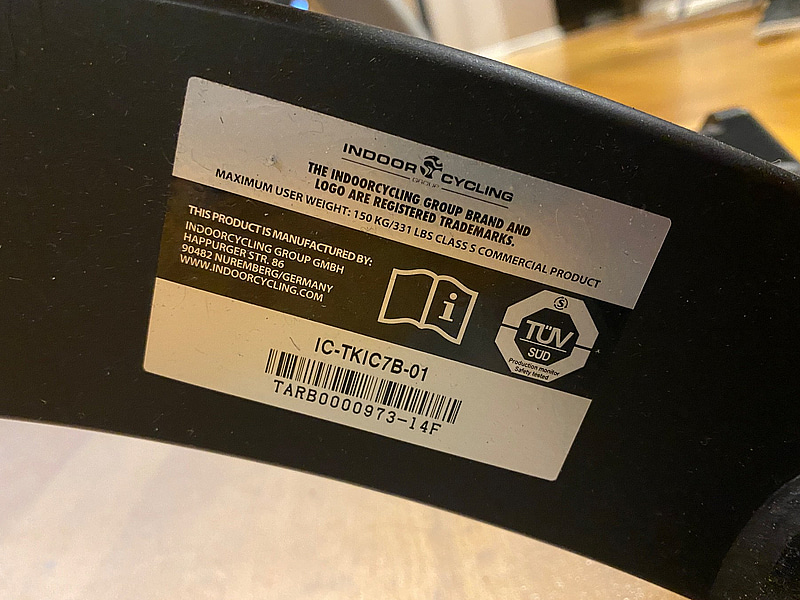 INDOOR CYCLING
GROUP
THE INDOORCYCLING GROUP BRAND AND
LOGO ARE REGISTERED TRADEMARKS.
MAXIMUM USER WEIGHT: 150 KG/331 LBS CLASS S COMMERCIAL PRODUCT
THIS PRODUCT IS MANUFACTURED BY:
INDOORCYCLING GROUP GMBH
HAPPURGER STR. 86
90482 NUREMBERG/GERMANY
WWW.INDOORCYCLING.COM
i
S
TÜV
SÜD
Production monitor
Safety tested
IC-TKIC7B-01
TARB0000973-14F